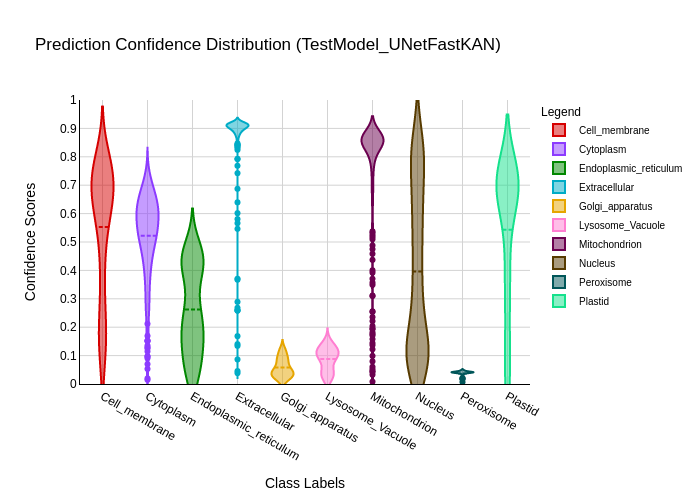 Prediction Confidence Distribution (TestModel_UNetFastKAN)
Confidence Scores
1
0.9
0.8
0.7
0.6
0.5
0.4
0.3
0.2
0.1
0
Cell_membrane
Cytoplasm
Endoplasmic_reticulum
Extracellular
Golgi_apparatus
Lysosome_Vacuole
Mitochondrion
Nucleus
Peroxisome
Plastid
Class Labels
Legend
Cell_membrane
Cytoplasm
Endoplasmic_reticulum
Extracellular
Golgi_apparatus
Lysosome_Vacuole
Mitochondrion
Nucleus
Peroxisome
Plastid